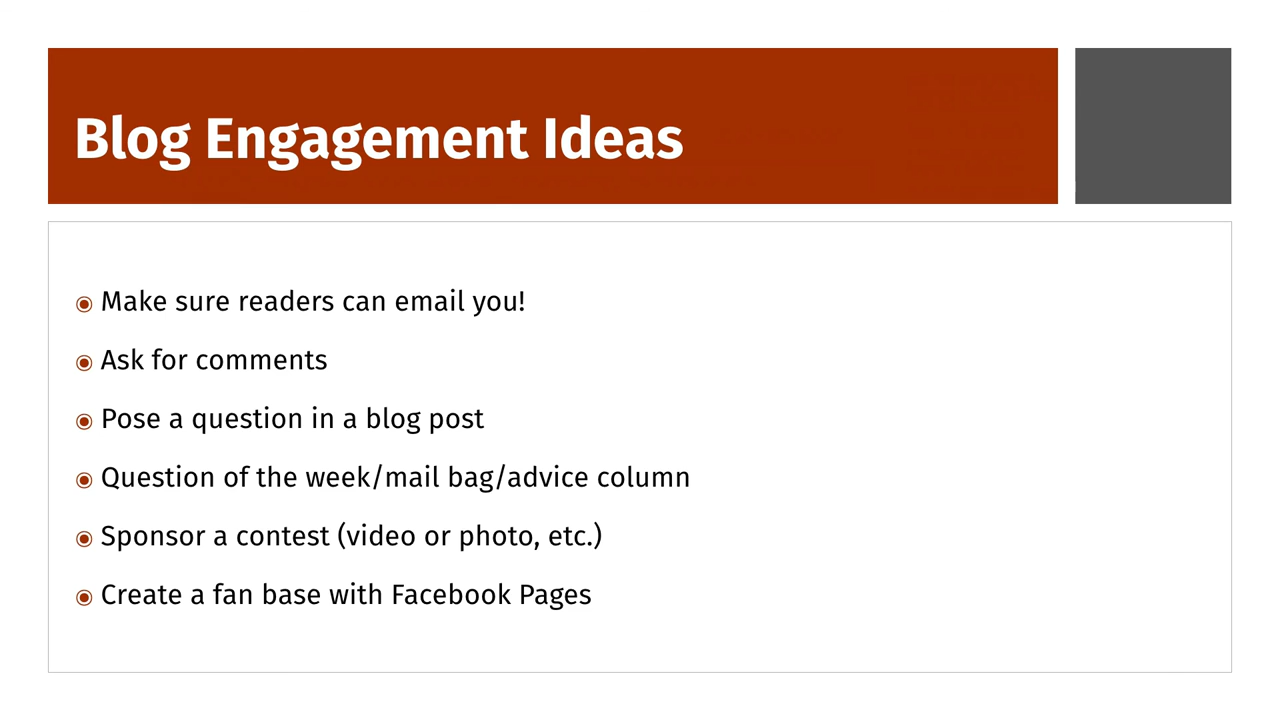 Blog Engagement Ideas
Make sure readers can email you!
Ask for comments
Pose a question in a blog post
Question of the week/mail bag/advice column
Sponsor a contest (video or photo, etc.)
Create a fan base with Facebook Pages